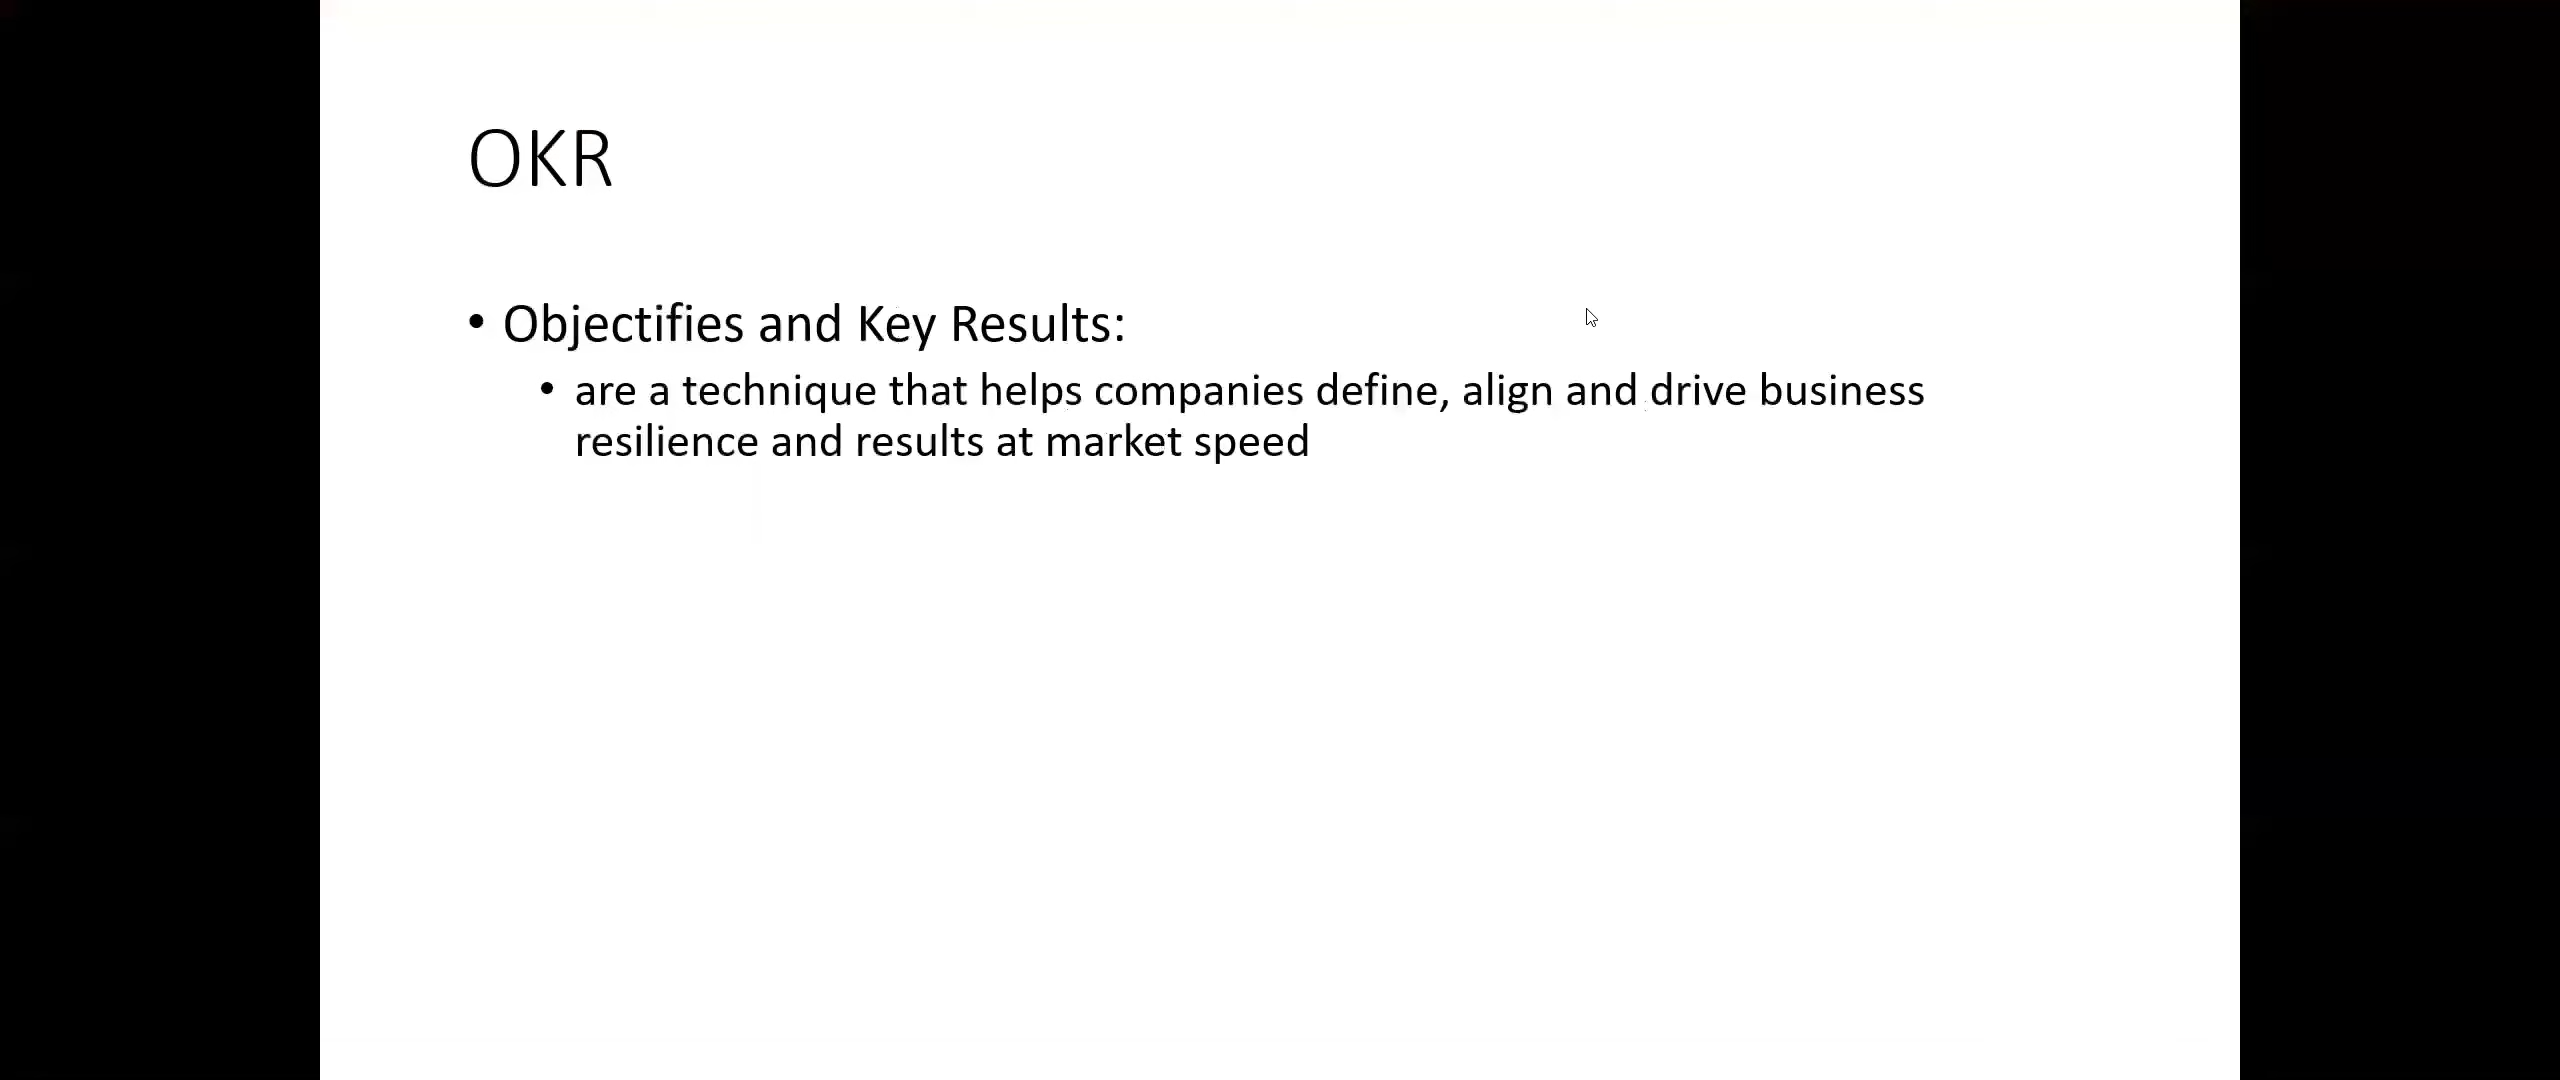 OKR
• Objectifies and Key Results:
• are a technique that helps companies define, align and drive business
resilience and results at market speed